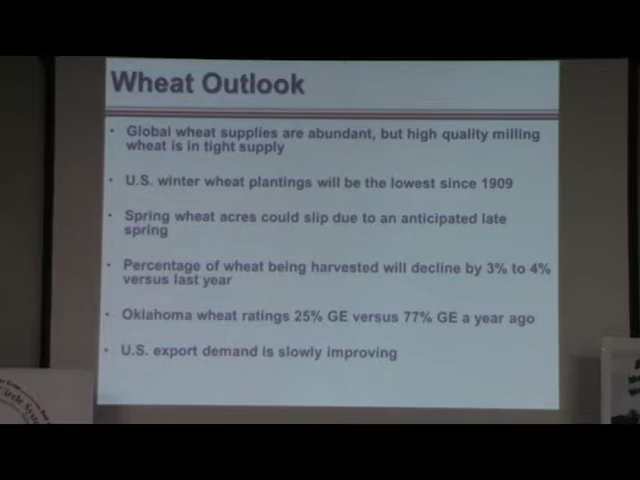 Wheat Outlook
• Global wheat supplies are abundant, but high quality milling
wheat is in tight supply
• U.S. winter wheat plantings will be the lowest since 1909
• Spring wheat acres could slip due to an anticipated late
spring
• Percentage of wheat being harvested will decline by 3% to 4%
versus last year
• Oklahoma wheat ratings 25% GE versus 77% GE a year ago
• U.S. export demand is slowly improving